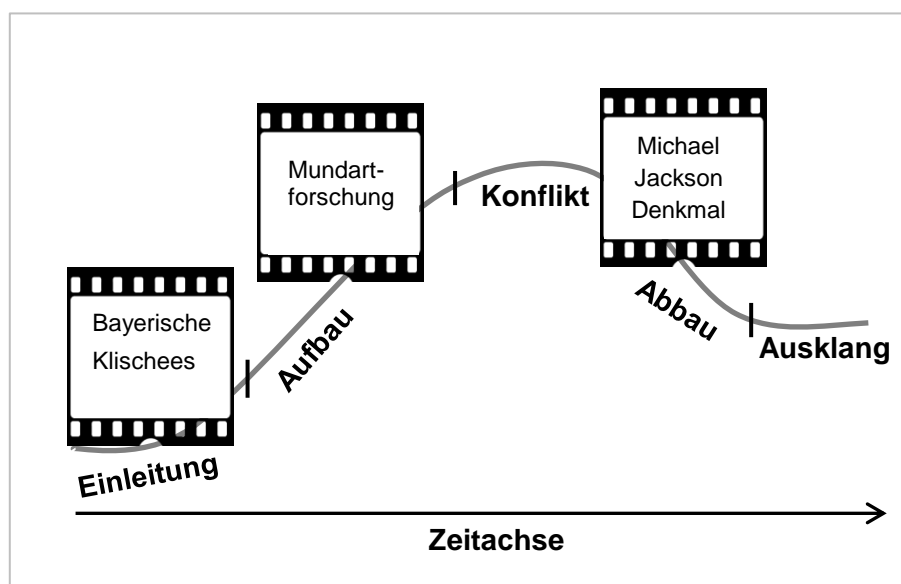 Bayerische
Klischees
Einleitung
Mundart-
forschung
Aufbau
Konflikt
Michael
Jackson
Denkmal
Abbau
Ausklang
Zeitachse